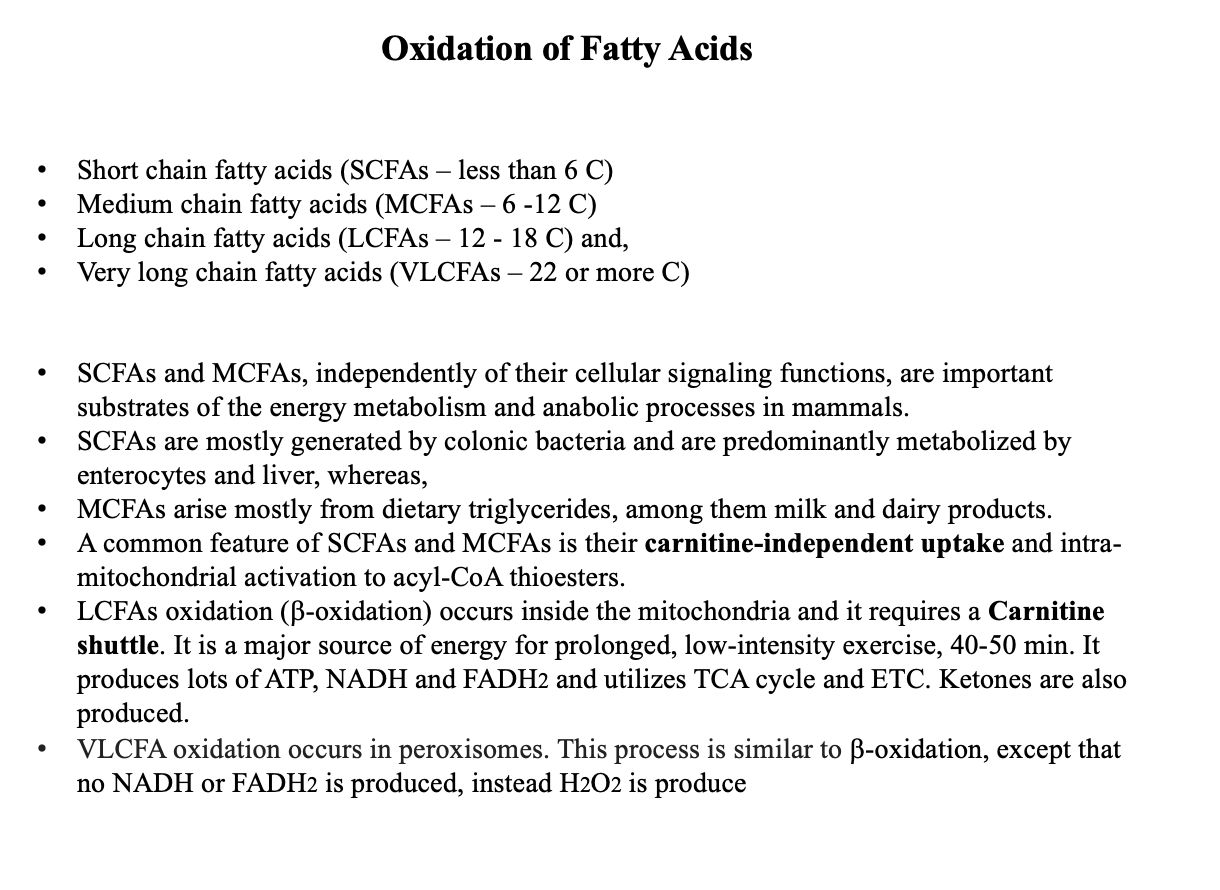 Oxidation of Fatty Acids
• Short chain fatty acids (SCFAs – less than 6 C)
• Medium chain fatty acids (MCFAs – 6 -12 C)
• Long chain fatty acids (LCFAs – 12 - 18 C) and,
• Very long chain fatty acids (VLCFAs – 22 or more C)
• SCFAs and MCFAs, independently of their cellular signaling functions, are important
substrates of the energy metabolism and anabolic processes in mammals.
• SCFAs are mostly generated by colonic bacteria and are predominantly metabolized by
enterocytes and liver, whereas,
• MCFAs arise mostly from dietary triglycerides, among them milk and dairy products.
• A common feature of SCFAs and MCFAs is their carnitine-independent uptake and intra-
mitochondrial activation to acyl-CoA thioesters.
• LCFAs oxidation (β-oxidation) occurs inside the mitochondria and it requires a Carnitine
shuttle. It is a major source of energy for prolonged, low-intensity exercise, 40-50 min. It
produces lots of ATP, NADH and FADH2 and utilizes TCA cycle and ETC. Ketones are also
produced.
• VLCFA oxidation occurs in peroxisomes. This process is similar to β-oxidation, except that
no NADH or FADH2 is produced, instead H2O2 is produce